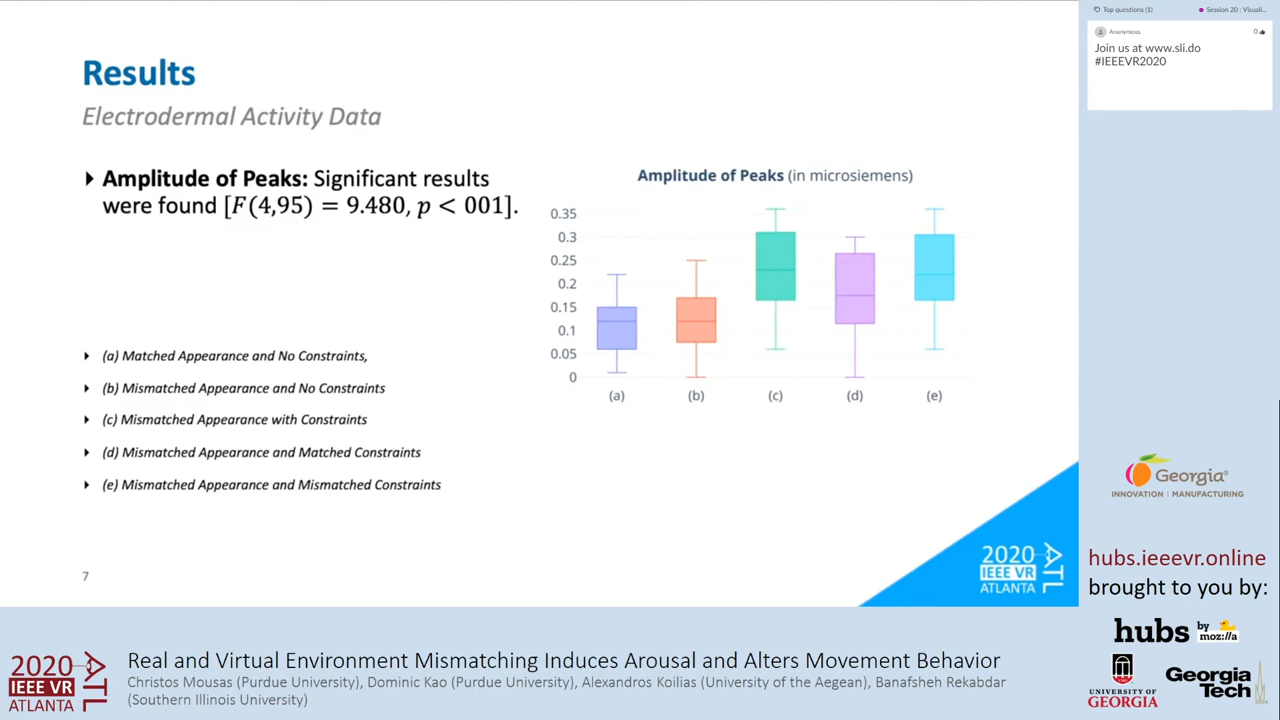 Results
Electrodermal Activity Data
Amplitude of Peaks: Significant results
were found [F(4,95) = 9.480, p < 001].
(a) Matched Appearance and No Constraints,
(b) Mismatched Appearance and No Constraints
(c) Mismatched Appearance with Constraints
(d) Mismatched Appearance and Matched Constraints
(e) Mismatched Appearance and Mismatched Constraints
7
Amplitude of Peaks (in microsiemens)
0.35
0.3
0.25
0.2
0.15
0.1
0.05
0
(a) (b) (c) (d) (e)
2020
IEEE VR
ATLANTA
ATL
Top questions (1)
Session 20 : Visuali...
Anonymous
0
Join us at www.sli.do
#IEEEVR2020
Georgia®
INNOVATION | MANUFACTURING
hubs.ieeevr.online
brought to you by:
hubs by
moz://a
UNIVERSITY OF
GEORGIA
Georgia
Tech
2020
IEEE VR
ATLANTA
ATL
Real and Virtual Environment Mismatching Induces Arousal and Alters Movement Behavior
Christos Mousas (Purdue University), Dominic Kao (Purdue University), Alexandros Koilias (University of the Aegean), Banafsheh Rekabdar
(Southern Illinois University)